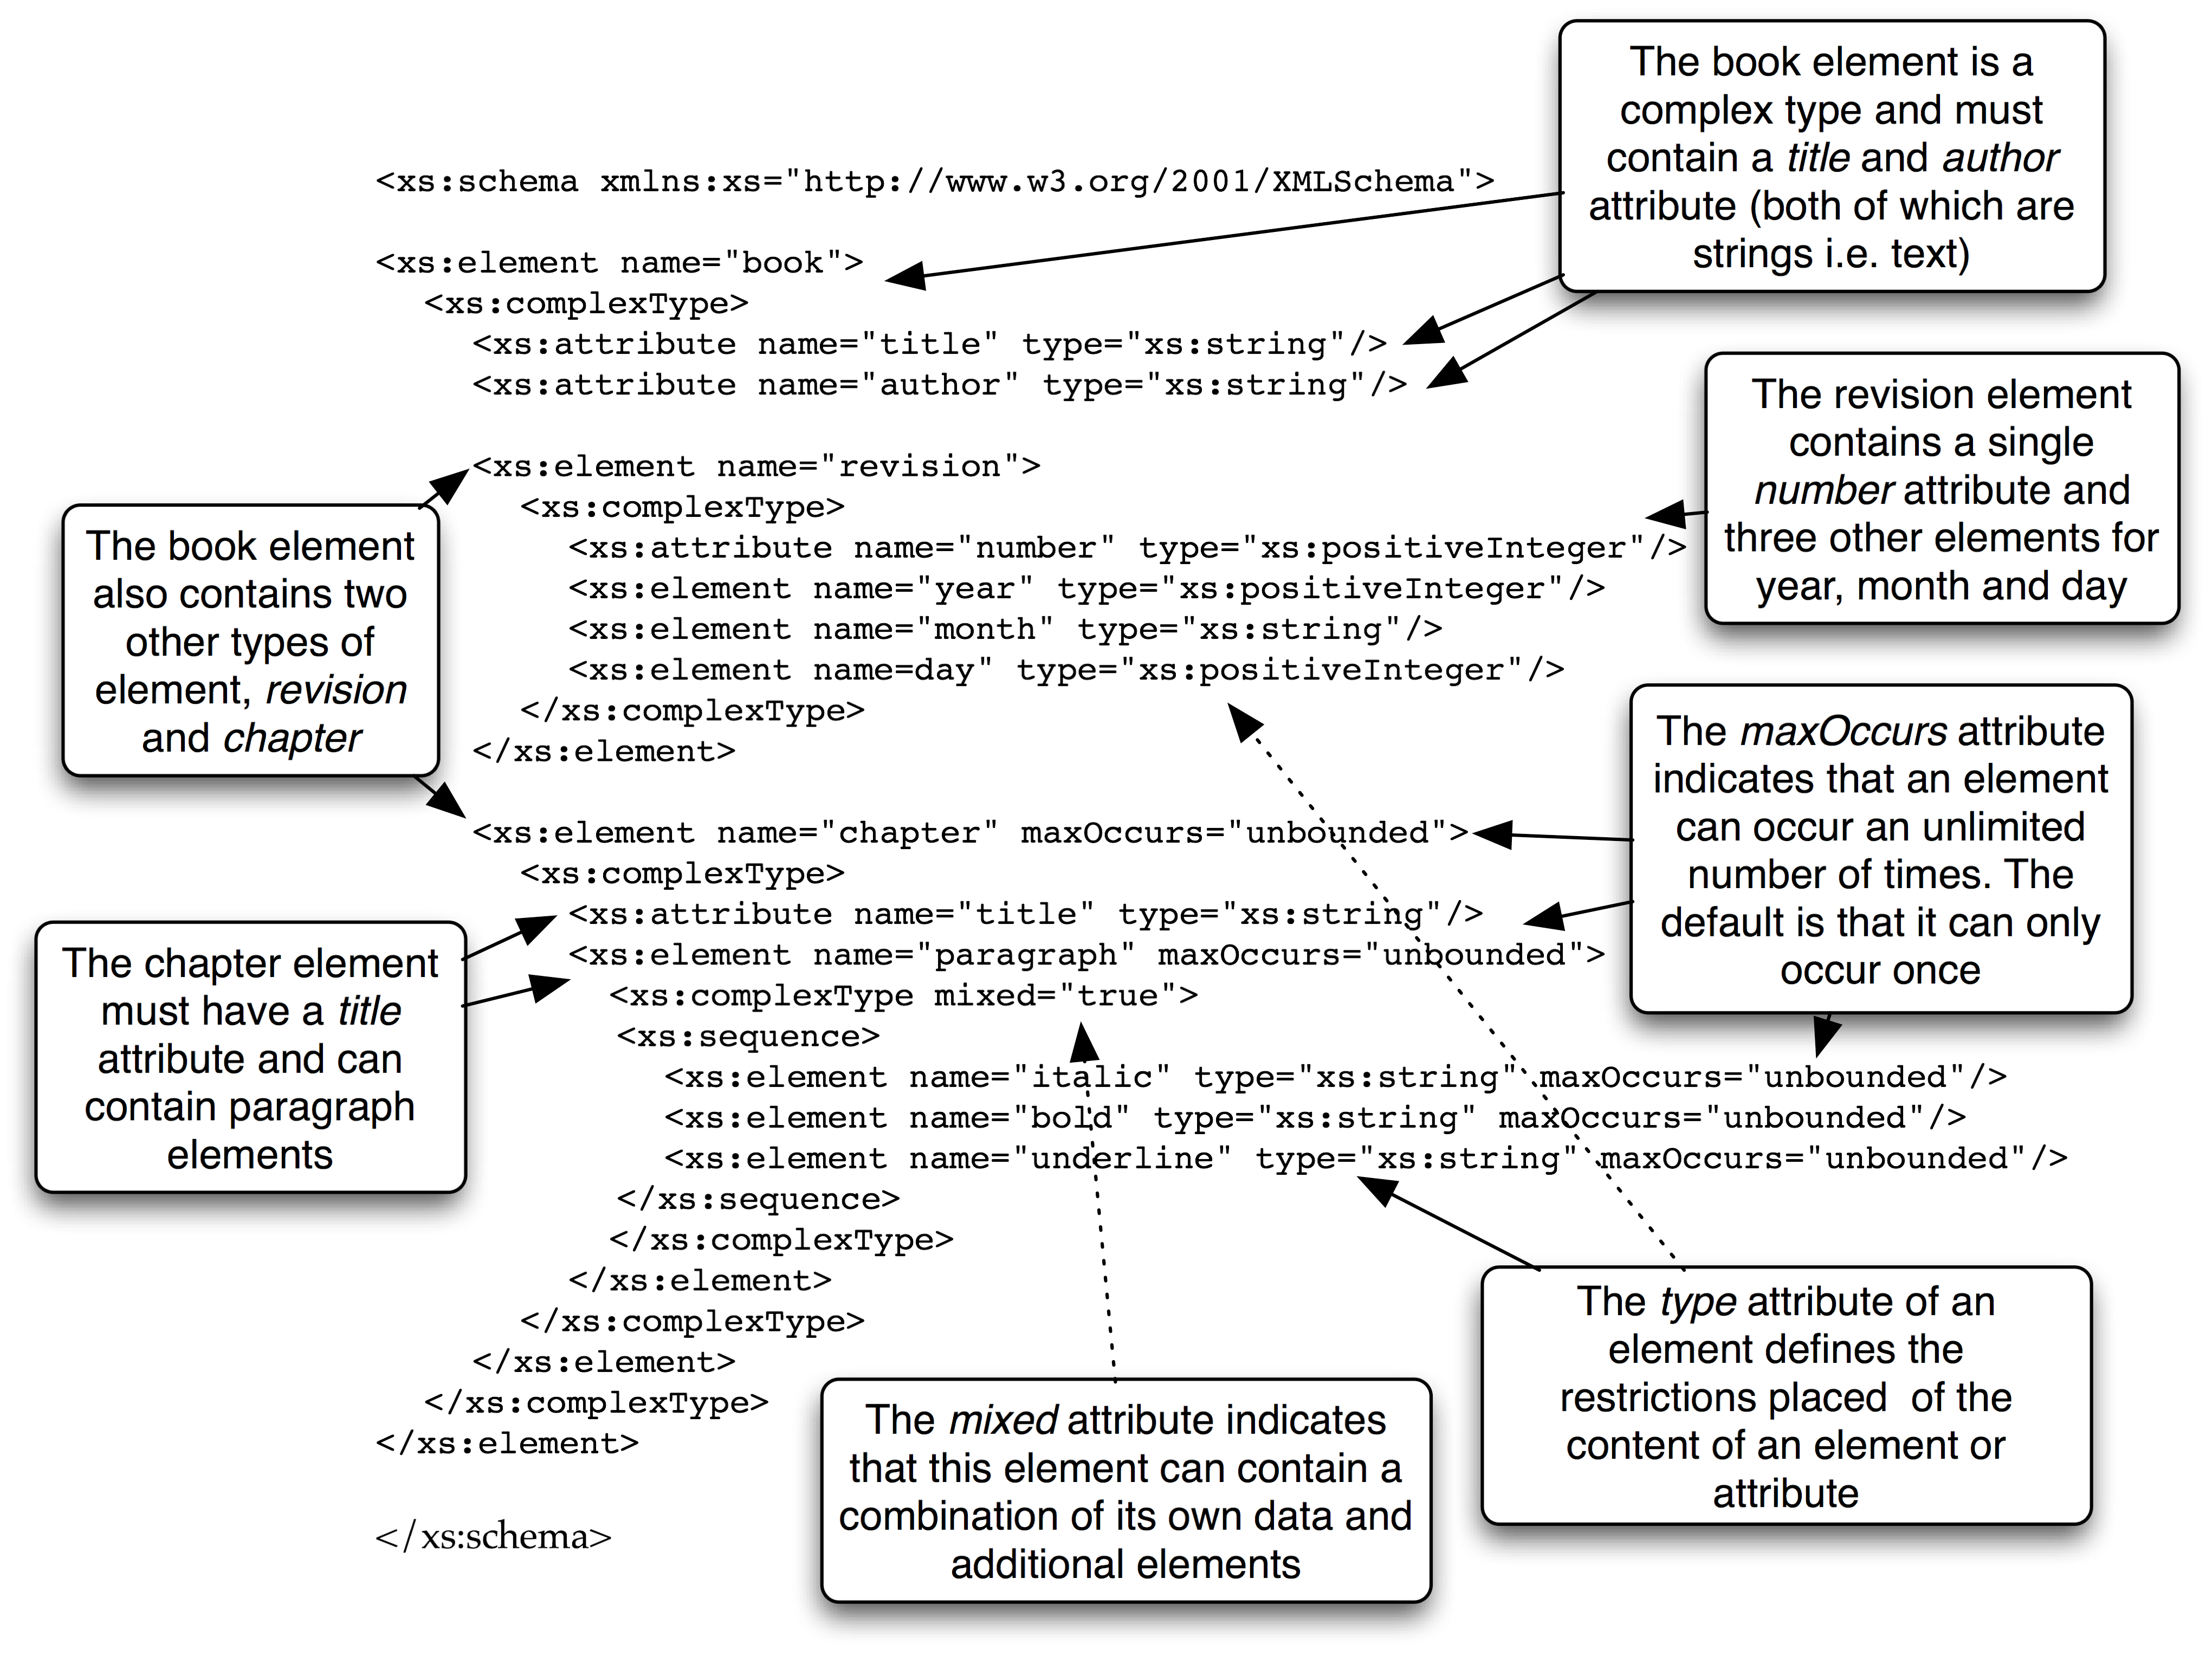 The book element is a
complex type and must
contain a title and author
attribute (both of which are
strings i.e. text)
<xs:schema xmlns:xs="http://www.w3.org/2001/XMLSchema">
<xs:element name="book">
<xs:complexType>
<xs:attribute name="title" type="xs:string"/>
<xs:attribute name="author" type="xs:string"/>
The revision element
contains a single
number attribute and
three other elements for
year, month and day
<xs:element name="revision">
<xs:complexType>
<xs:attribute name="number" type="xs:positiveInteger"/>
<xs:element name="year" type="xs:positiveInteger"/>
<xs:element name="month" type="xs:string"/>
<xs:element name=day" type="xs:positiveInteger"/>
</xs:complexType>
</xs:element>
The book element
also contains two
other types of
element, revision
and chapter
The maxOccurs attribute
indicates that an element
can occur an unlimited
number of times. The
default is that it can only
occur once
<xs:element name="chapter" maxOccurs="unbounded">
<xs:complexType>
<xs:attribute name="title" type="xs:string"/>
<xs:element name="paragraph" maxOccurs="unbounded">
<xs:complexType mixed="true">
<xs:sequence>
<xs:element name="italic" type="xs:string" maxOccurs="unbounded"/>
<xs:element name="bold" type="xs:string" maxOccurs="unbounded"/>
<xs:element name="underline" type="xs:string" maxOccurs="unbounded"/>
</xs:sequence>
</xs:complexType>
</xs:element>
</xs:complexType>
</xs:element>
</xs:complexType>
</xs:element>
</xs:schema>
The chapter element
must have a title
attribute and can
contain paragraph
elements
The mixed attribute indicates
that this element can contain a
combination of its own data and
additional elements
The type attribute of an
element defines the
restrictions placed  of the
content of an element or
attribute